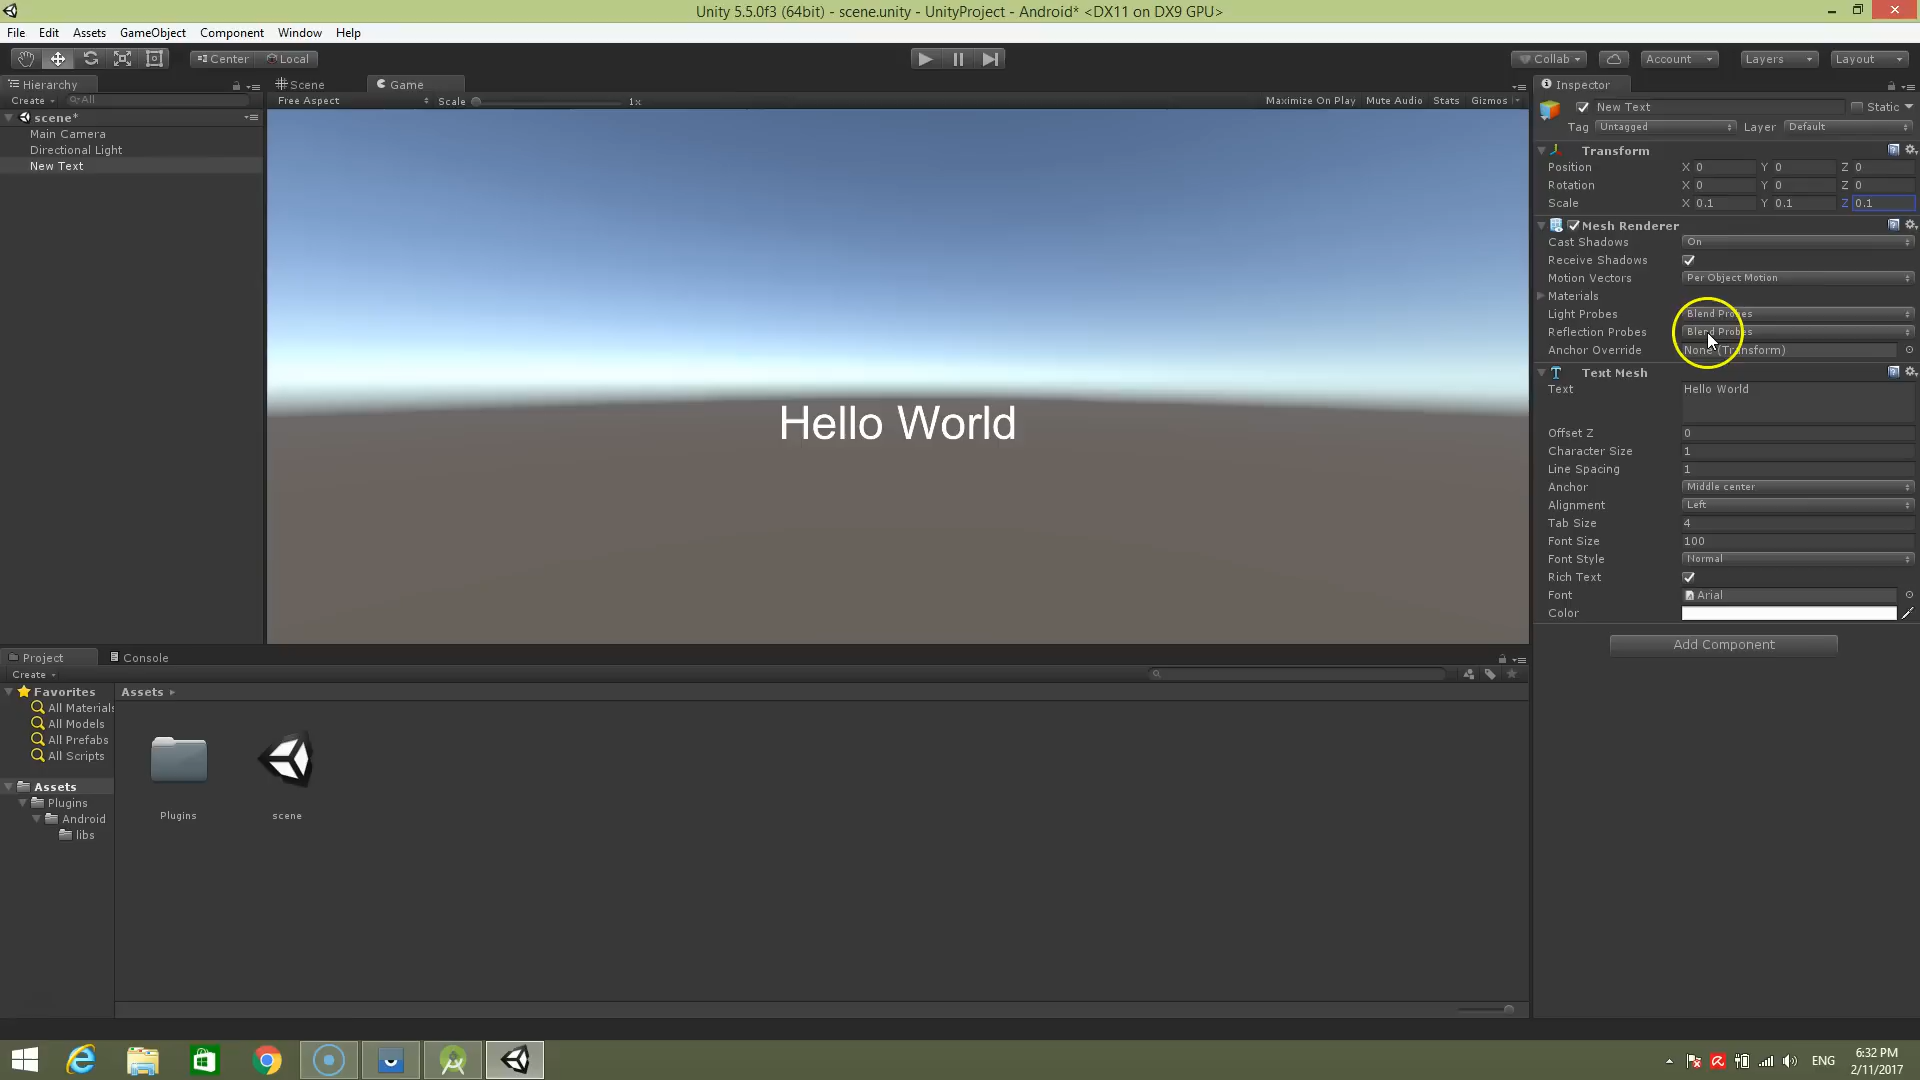 Unity 5.5.0f3 (64bit) - scene.unity - UnityProject - Android* <DX11 on DX9 GPU>
File Edit Assets GameObject Component Window Help
Center Local Collab Account Layers Layout
Hierarchy
Create All
scene*
Main Camera
Directional Light
New Text
Scene Game
Free Aspect Scale 1x Maximize On Play Mute Audio Stats Gizmos
Hello World
Inspector
New Text Static
Tag Untagged Layer Default
Transform
Position X 0 Y 0 Z 0
Rotation X 0 Y 0 Z 0
Scale X 0.1 Y 0.1 Z 0.1
Mesh Renderer
Cast Shadows On
Receive Shadows
Motion Vectors Per Object Motion
Materials
Light Probes Blend Probes
Reflection Probes Blend Probes
Anchor Override None (Transform)
Text Mesh
Text Hello World
Offset Z 0
Character Size 1
Line Spacing 1
Anchor Middle center
Alignment Left
Tab Size 4
Font Size 100
Font Style Normal
Rich Text
Font Arial
Color
Add Component
Project Console
Create
Favorites
All Materials
All Models
All Prefabs
All Scripts
Assets
Plugins
Android
libs
Assets
Plugins scene
ENG 6:32 PM
2/11/2017